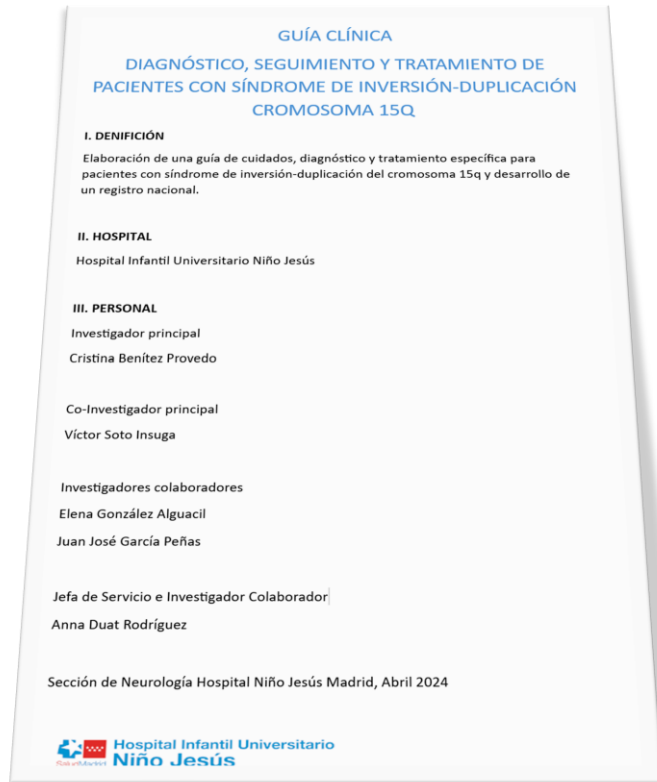 GUÍA CLÍNICA
DIAGNÓSTICO, SEGUIMIENTO Y TRATAMIENTO DE
PACIENTES CON SÍNDROME DE INVERSIÓN-DUPLICACIÓN
CROMOSOMA 15Q
I. DENIFICIÓN
Elaboración de una guía de cuidados, diagnóstico y tratamiento específica para
pacientes con síndrome de inversión-duplicación del cromosoma 15q y desarrollo de
un registro nacional.
II. HOSPITAL
Hospital Infantil Universitario Niño Jesús
III. PERSONAL
Investigador principal
Cristina Benítez Provedo
Co-Investigador principal
Víctor Soto Insuga
Investigadores colaboradores
Elena González Alguacil
Juan José García Peñas
Jefa de Servicio e Investigador Colaborador
Anna Duat Rodríguez
Sección de Neurología Hospital Niño Jesús Madrid, Abril 2024
Hospital Infantil Universitario
Niño Jesús
SaludMadrid